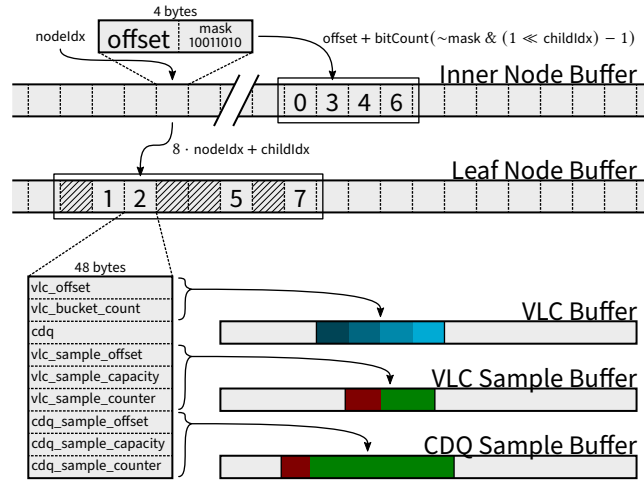 4 bytes
nodeIdx
offset
mask
10011010
offset + bitCount(~mask & (1 ≪ childIdx) − 1)
Inner Node Buffer
0 3 4 6
8 · nodeIdx + childIdx
Leaf Node Buffer
1 2 5 7
48 bytes
vlc_offset
vlc_bucket_count
cdq
vlc_sample_offset
vlc_sample_capacity
vlc_sample_counter
cdq_sample_offset
cdq_sample_capacity
cdq_sample_counter
VLC Buffer
VLC Sample Buffer
CDQ Sample Buffer